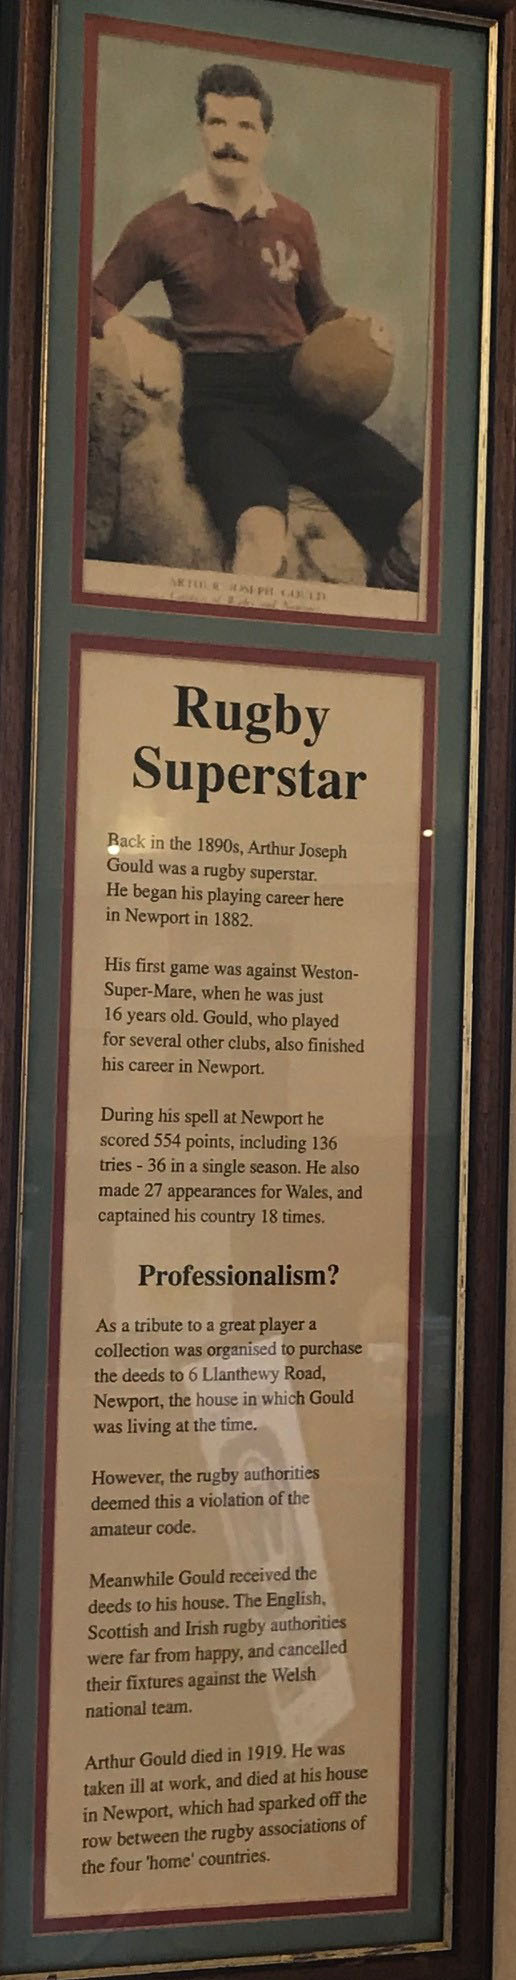 ARTHUR JOSEPH GOULD
Rugby
Superstar
Back in the 1890s, Arthur Joseph
Gould was a rugby superstar.
He began his playing career here
in Newport in 1882.
His first game was against Weston-
Super-Mare, when he was just
16 years old. Gould, who played
for several other clubs, also finished
his career in Newport.
During his spell at Newport he
scored 554 points, including 136
tries - 36 in a single season. He also
made 27 appearances for Wales, and
captained his country 18 times.
Professionalism?
As a tribute to a great player a
collection was organised to purchase
the deeds to 6 Llanthewy Road,
Newport, the house in which Gould
was living at the time.
However, the rugby authorities
deemed this a violation of the
amateur code.
Meanwhile Gould received the
deeds to his house. The English,
Scottish and Irish rugby authorities
were far from happy, and cancelled
their fixtures against the Welsh
national team.
Arthur Gould died in 1919. He was
taken ill at work, and died at his house
in Newport, which had sparked off the
row between the rugby associations of
the four 'home' countries.